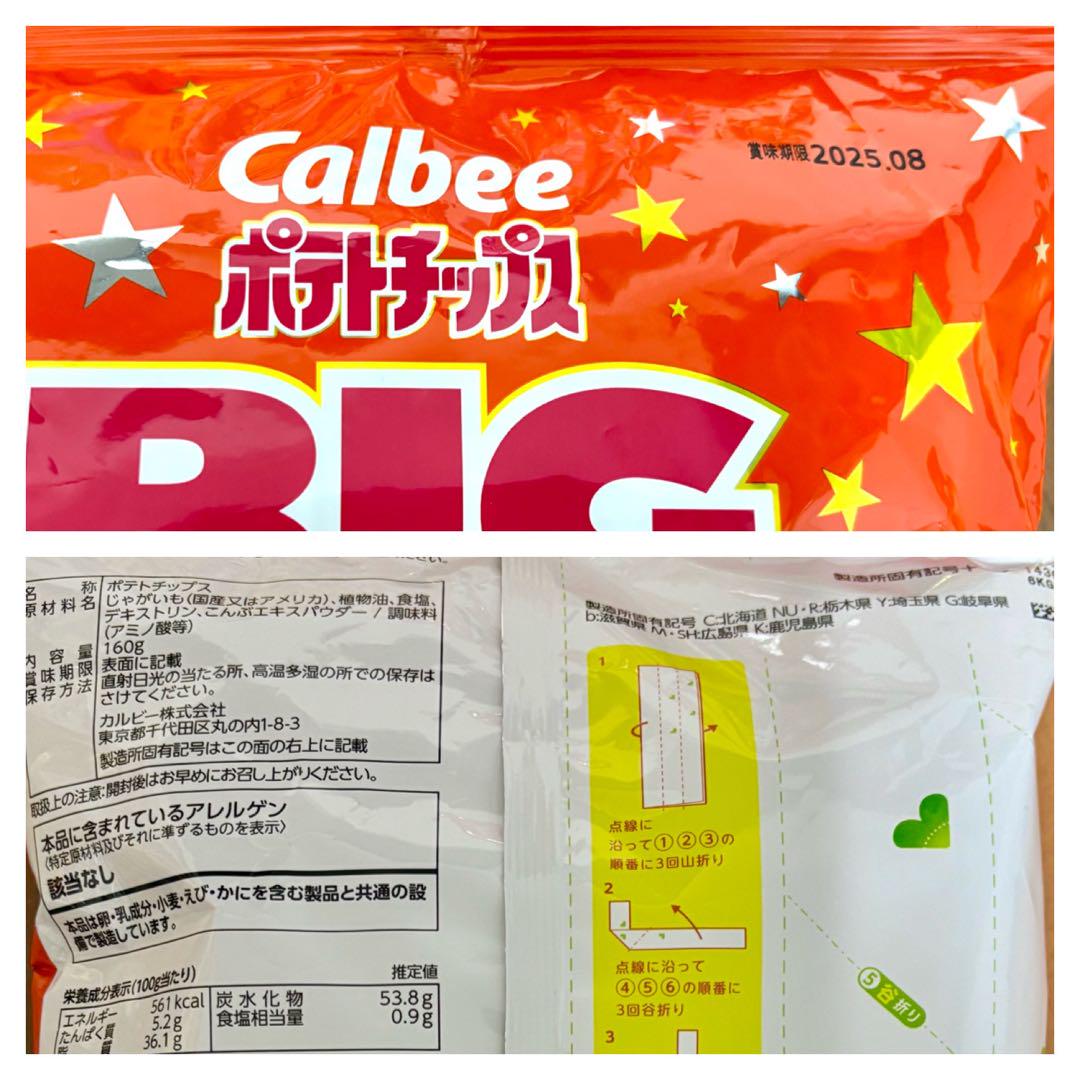 Calbee
賞味期限2025.08
ポテトチップス
BIG
名称 ポテトチップス
原材料名 じゃがいも(国産又はアメリカ)、植物油、食塩、
デキストリン、こんぶエキスパウダー / 調味料
(アミノ酸等)
内容量 160g
賞味期限 表面に記載
保存方法 直射日光の当たる所、高温多湿の所での保存は
さけてください。
カルビー株式会社
東京都千代田区丸の内1-8-3
製造所固有記号はこの面の右上に記載
取扱上の注意:開封後はお早めにお召し上がりください。
本品に含まれているアレルゲン
〈特定原材料及びそれに準ずるものを表示〉
該当なし
本品は卵・乳成分・小麦・えび・かにを含む製品と共通の設
備で製造しています。
栄養成分表示(100g当たり) 推定値
エネルギー 561kcal 炭水化物 53.8g
たんぱく質 5.2g 食塩相当量 0.9g
脂質 36.1g
製造所固有記号+
製造所固有記号 C:北海道 NU・R:栃木県 Y:埼玉県 G:岐阜県
b:滋賀県 M・SH:広島県 K:鹿児島県
1
点線に
沿って①②③の
順番に3回山折り
2
点線に沿って
④⑤⑥の順番に
3回谷折り
3
⑤谷折り